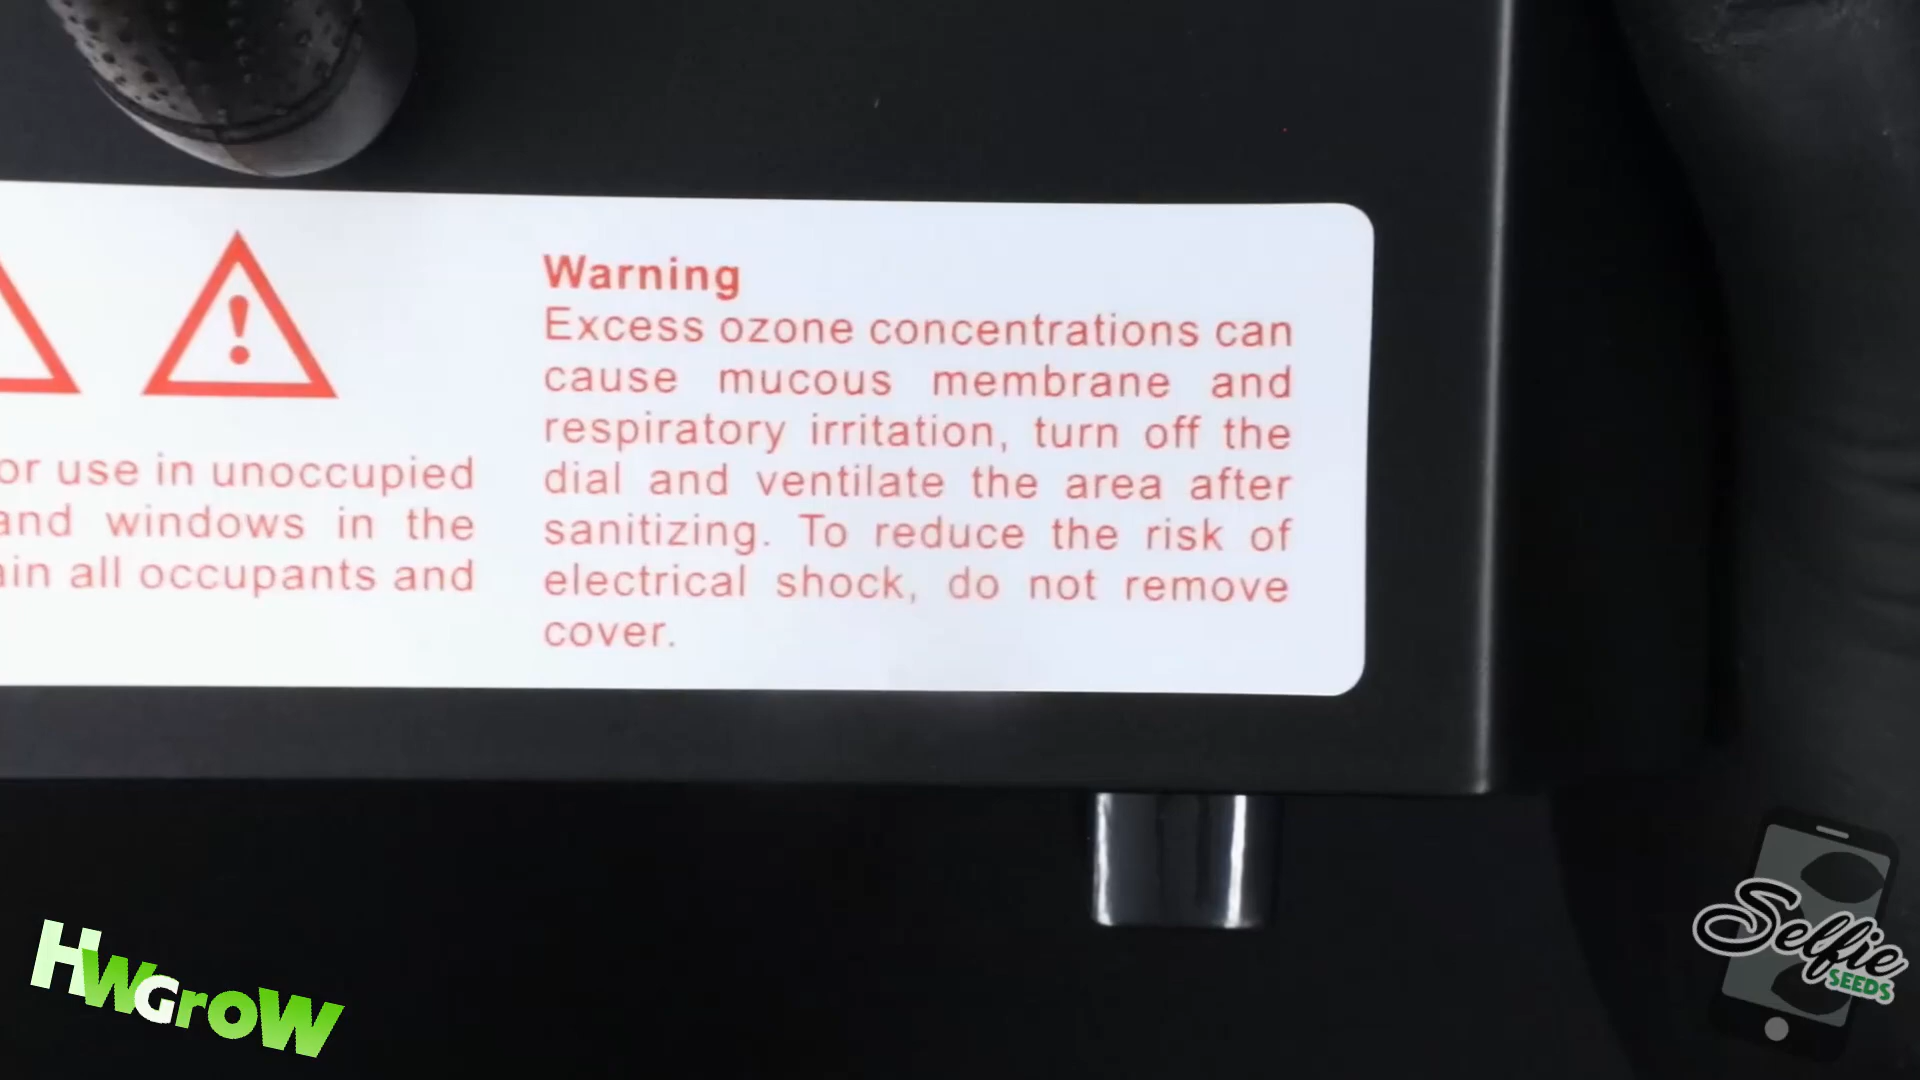 or use in unoccupied
and windows in the
all occupants and
Warning
Excess ozone concentrations can
cause mucous membrane and
respiratory irritation, turn off the
dial and ventilate the area after
sanitizing. To reduce the risk of
electrical shock, do not remove
cover.
HWGroW
Selfie
SEEDS